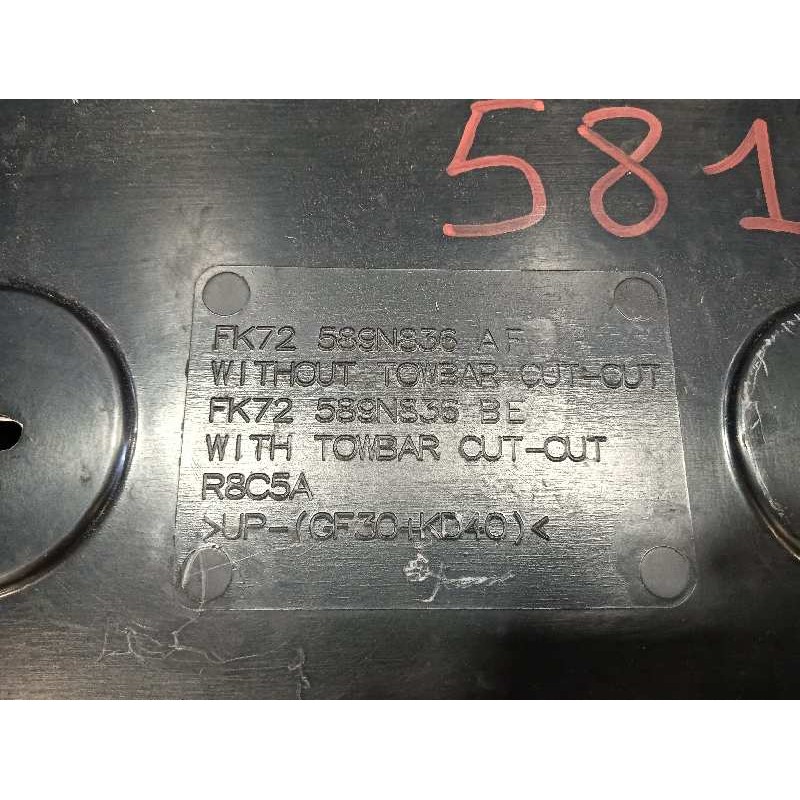 581
FK72 589N836 AF
WITHOUT TOWBAR CUT-OUT
FK72 589N836 BE
WITH TOWBAR CUT-OUT
R8C5A
>UP-(GF30+KD40)<